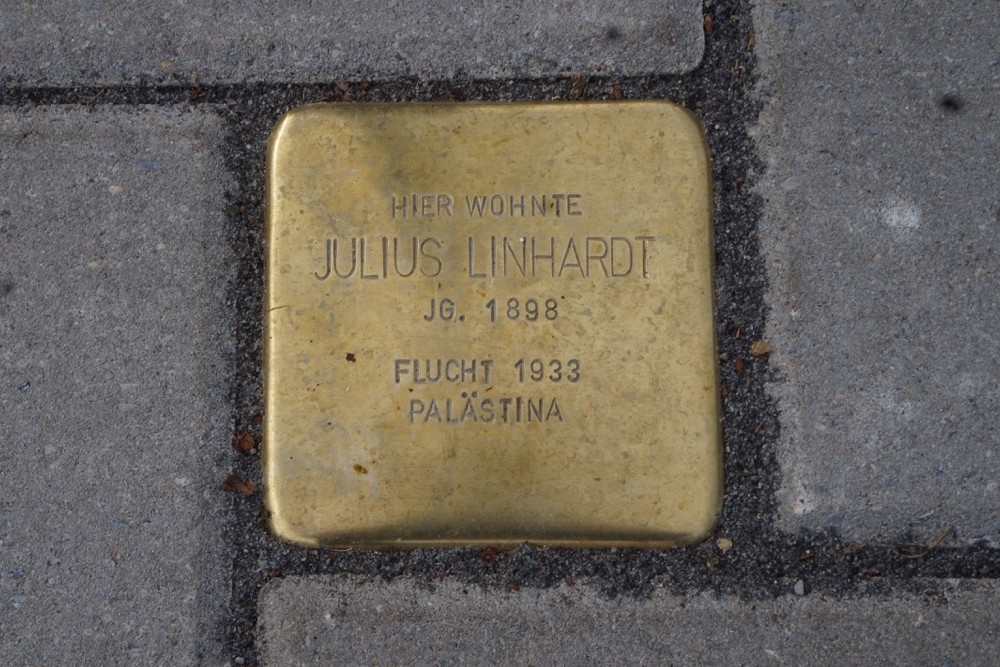 HIER WOHNTE
JULIUS LINHARDT
JG. 1898
FLUCHT 1933
PALÄSTINA